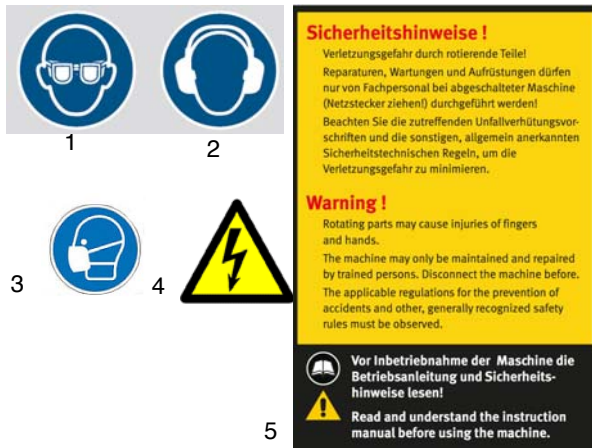 1
2
3
4
5
Sicherheitshinweise !
Verletzungsgefahr durch rotierende Teile!
Reparaturen, Wartungen und Aufrüstungen dürfen
nur von Fachpersonal bei abgeschalteter Maschine
(Netzstecker ziehen!) durchgeführt werden!
Beachten Sie die zutreffenden Unfallverhütungsvor-
schriften und die sonstigen, allgemein anerkannten
Sicherheitstechnischen Regeln, um die
Verletzungsgefahr zu minimieren.
Warning !
Rotating parts may cause injuries of fingers
and hands.
The machine may only be maintained and repaired
by trained persons. Disconnect the machine before.
The applicable regulations for the prevention of
accidents and other, generally recognized safety
rules must be observed.
Vor Inbetriebnahme der Maschine die
Betriebsanleitung und Sicherheits-
hinweise lesen!
Read and understand the instruction
manual before using the machine.